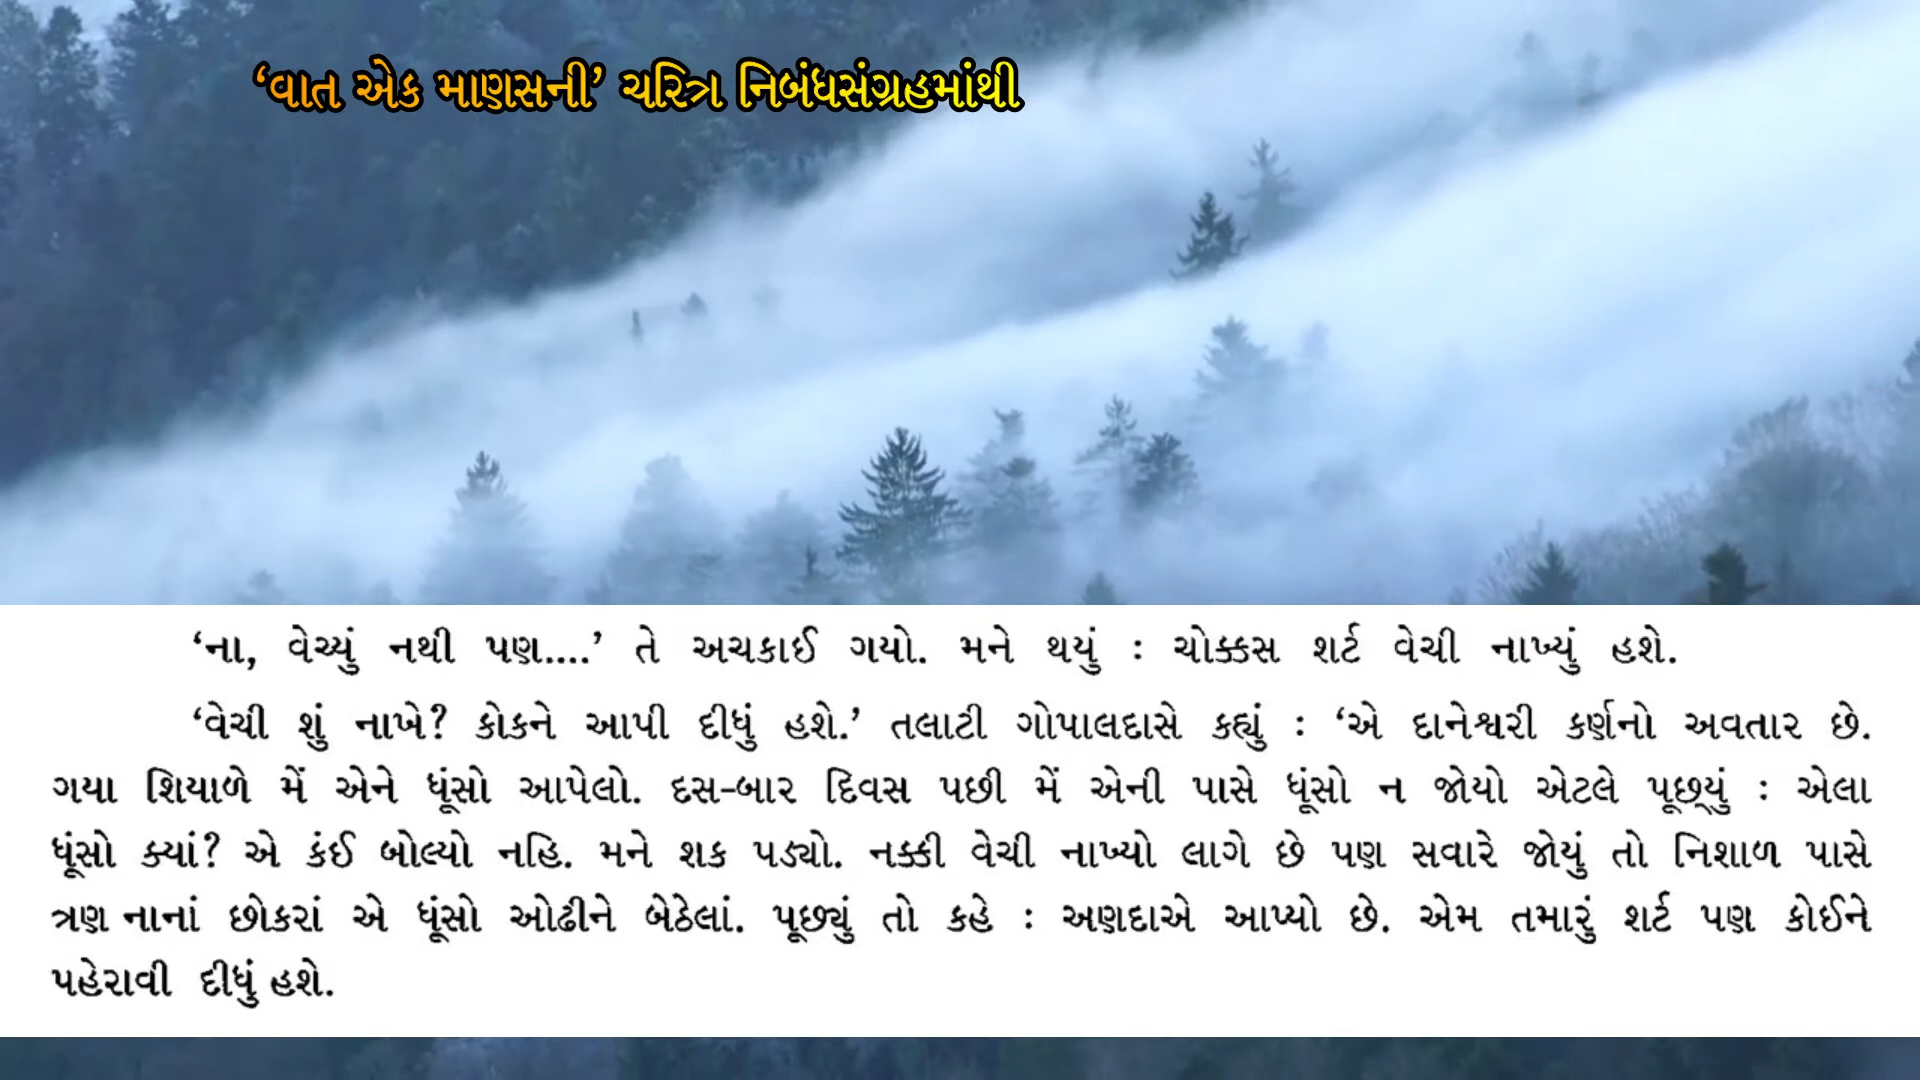 ‘વાત એક માણસની’ ચરિત્ર નિબંધસંગ્રહમાંથી
‘ના, વેચ્યું નથી પણ....’ તે અચકાઈ ગયો. મને થયું : ચોક્કસ શર્ટ વેચી નાખ્યું હશે.
‘વેચી શું નાખે? કોકને આપી દીધું હશે.’ તલાટી ગોપાલદાસે કહ્યું : ‘એ દાનેશ્વરી કર્ણનો અવતાર છે.
ગયા શિયાળે મેં એને ધૂંસો આપેલો. દસ-બાર દિવસ પછી મેં એની પાસે ધૂંસો ન જોયો એટલે પૂછ્‌યું : એલા
ધૂંસો ક્યાં? એ કંઈ બોલ્યો નહિ. મને શક પડ્યો. નક્કી વેચી નાખ્યો લાગે છે પણ સવારે જોયું તો નિશાળ પાસે
ત્રણ નાનાં છોકરાં એ ધૂંસો ઓઢીને બેઠેલાં. પૂછ્યું તો કહે : અણદાએ આપ્યો છે. એમ તમારું શર્ટ પણ કોઈને
પહેરાવી દીધું હશે.